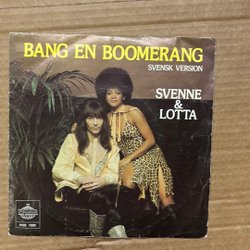 BANG EN BOOMERANG
SVENSK VERSION
SVENNE
&
LOTTA